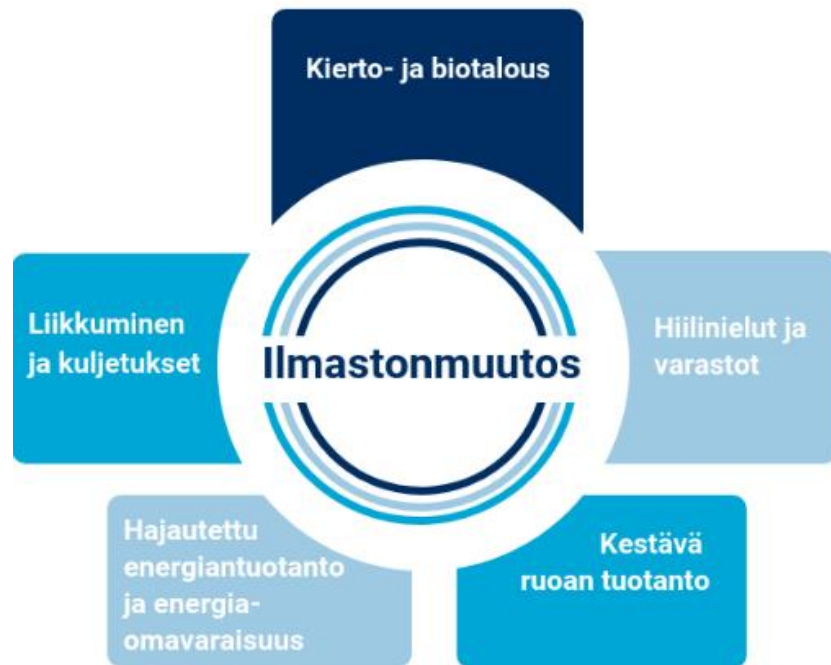 Kierto- ja biotalous
Liikkuminen
ja kuljetukset
Ilmastonmuutos
Hiilinielut ja
varastot
Hajautettu
energiantuotanto
ja energia-
omavaraisuus
Kestävä
ruoan tuotanto